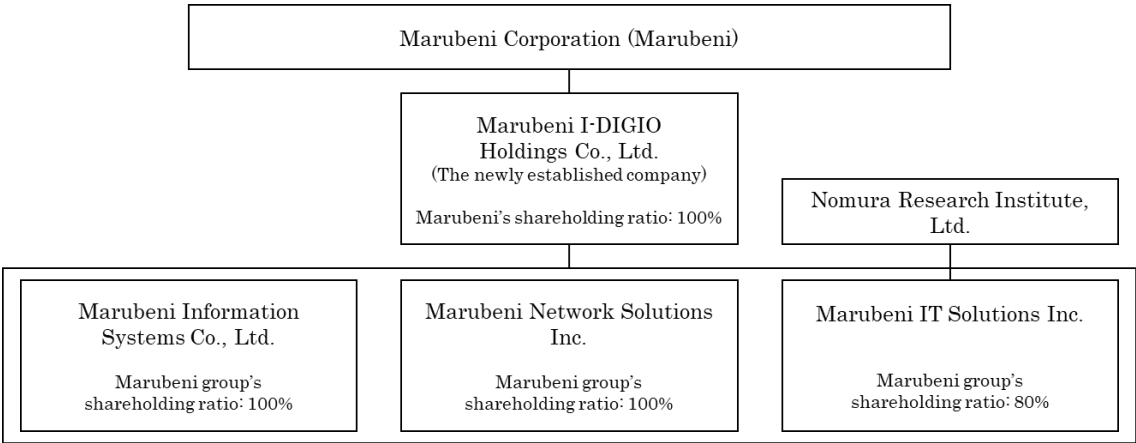 Marubeni Corporation (Marubeni)
Marubeni I-DIGIO
Holdings Co., Ltd.
(The newly established company)
Marubeni's shareholding ratio: 100%
Nomura Research Institute,
Ltd.
Marubeni Information
Systems Co., Ltd.
Marubeni group's
shareholding ratio: 100%
Marubeni Network Solutions
Inc.
Marubeni group's
shareholding ratio: 100%
Marubeni IT Solutions Inc.
Marubeni group's
shareholding ratio: 80%